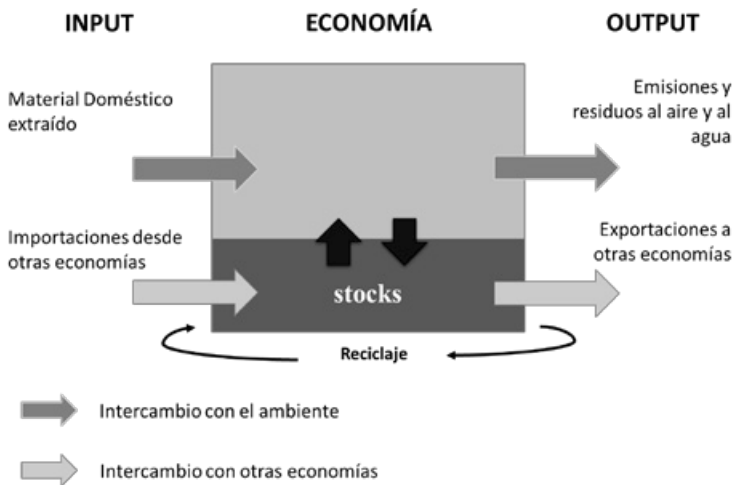 INPUT
ECONOMÍA
OUTPUT
Material Doméstico
extraído
Emisiones y
residuos al aire y al
agua
Importaciones desde
otras economías
Exportaciones a
otras economías
stocks
Reciclaje
Intercambio con el ambiente
Intercambio con otras economías